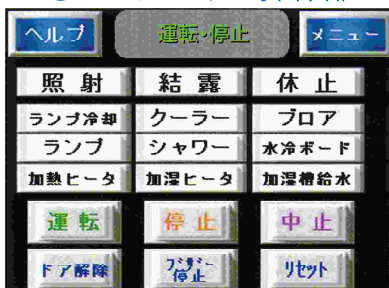 ヘルプ 運転・停止 メニュー
照射 結露 休止
ランプ冷却 クーラー ブロア
ランプ シャワー 水冷ボード
加熱ヒータ 加湿ヒータ 加湿槽給水
運転 停止 中止
ドア解除 ブザー停止 リセット